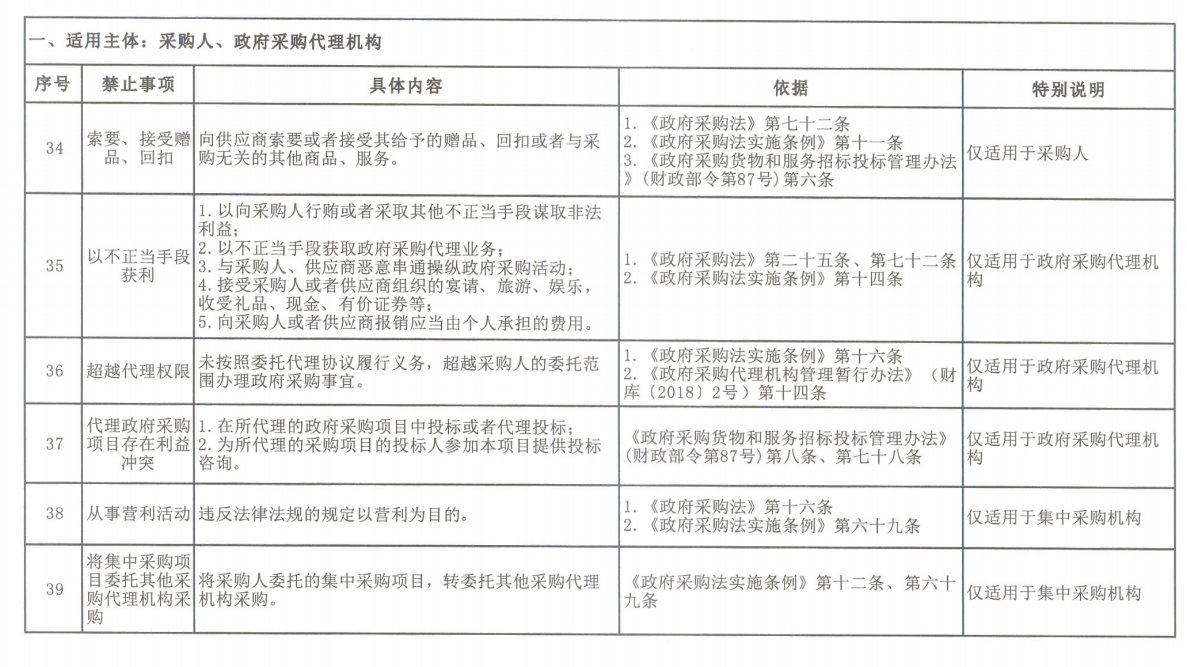 一、适用主体：采购人、政府采购代理机构
序号
禁止事项
具体内容
依据
特别说明
34
索要、接受赠
品、回扣
向供应商索要或者接受其给予的赠品、回扣或者与采
购无关的其他商品、服务。
1.《政府采购法》第七十二条
2.《政府采购法实施条例》第十一条
3.《政府采购货物和服务招标投标管理办法
》(财政部令第87号)第六条
仅适用于采购人
35
以不正当手段
获利
1.以向采购人行贿或者采取其他不正当手段谋取非法
利益；
2.以不正当手段获取政府采购代理业务；
3.与采购人、供应商恶意串通操纵政府采购活动；
4.接受采购人或者供应商组织的宴请、旅游、娱乐，
收受礼品、现金、有价证券等；
5.向采购人或者供应商报销应当由个人承担的费用。
1.《政府采购法》第二十五条、第七十二条
2.《政府采购法实施条例》第十四条
仅适用于政府采购代理机
构
36
超越代理权限
未按照委托代理协议履行义务，超越采购人的委托范
围办理政府采购事宜。
1.《政府采购法实施条例》第十六条
2.《政府采购代理机构管理暂行办法》（财
库〔2018〕2号）第十四条
仅适用于政府采购代理机
构
37
代理政府采购
项目存在利益
冲突
1.在所代理的政府采购项目中投标或者代理投标；
2.为所代理的采购项目的投标人参加本项目提供投标
咨询。
《政府采购货物和服务招标投标管理办法》
(财政部令第87号)第八条、第七十八条
仅适用于政府采购代理机
构
38
从事营利活动
违反法律法规的规定以营利为目的。
1.《政府采购法》第十六条
2.《政府采购法实施条例》第六十九条
仅适用于集中采购机构
39
将集中采购项
目委托其他采
购代理机构采
购
将采购人委托的集中采购项目，转委托其他采购代理
机构采购。
《政府采购法实施条例》第十二条、第六十
九条
仅适用于集中采购机构